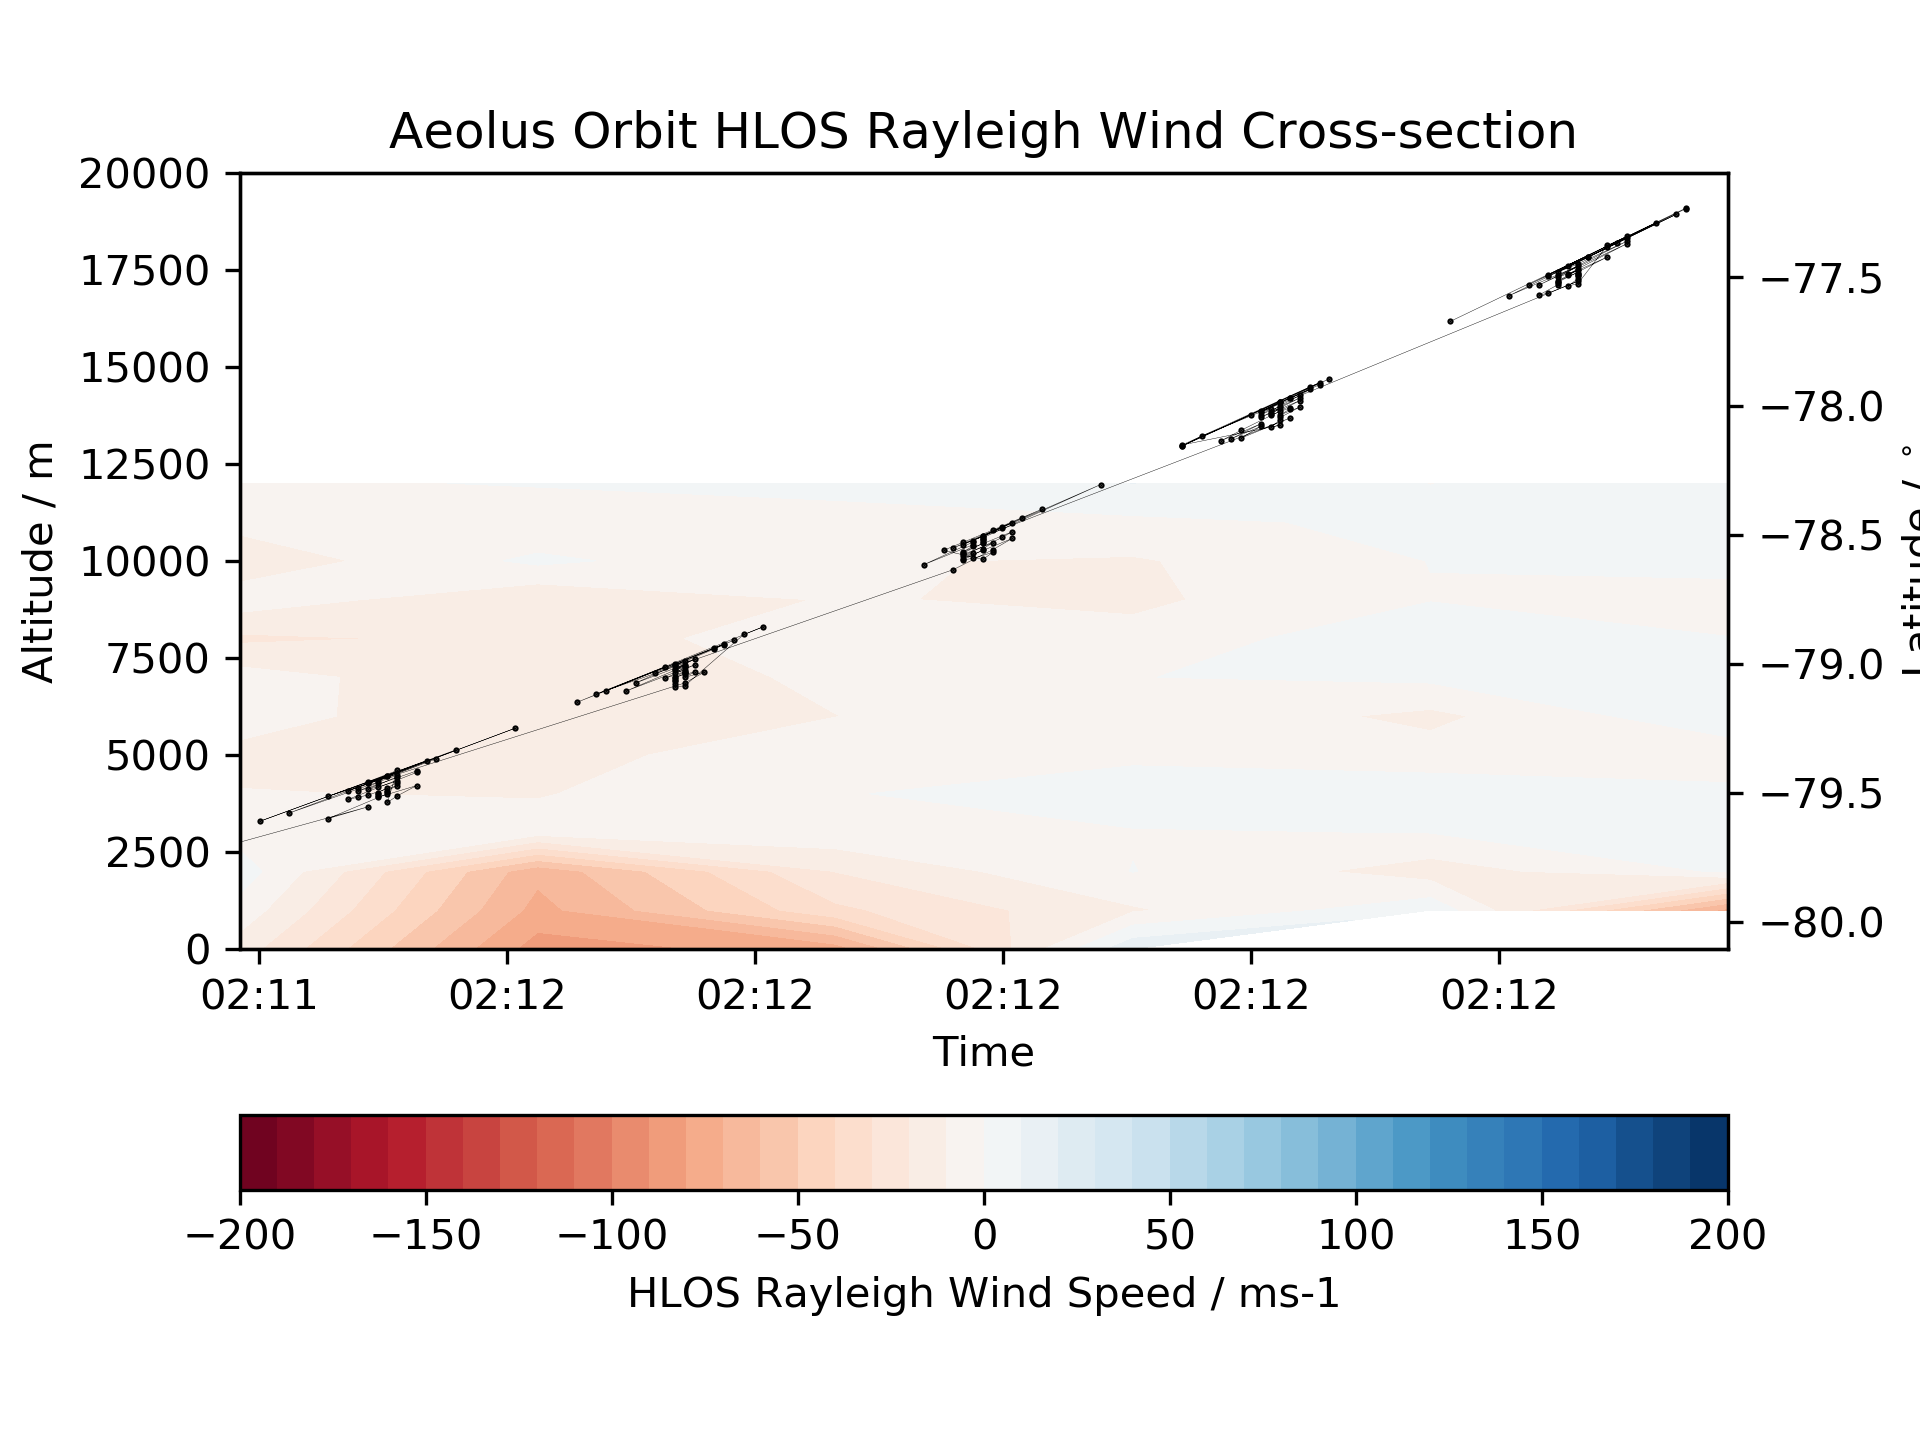 Aeolus Orbit HLOS Rayleigh Wind Cross-section
20000
17500
15000
12500
10000
7500
5000
2500
0
Altitude / m
−77.5
−78.0
−78.5
−79.0
−79.5
−80.0
Latitude / °
02:11 02:12 02:12 02:12 02:12 02:12
Time
−200 −150 −100 −50 0 50 100 150 200
HLOS Rayleigh Wind Speed / ms-1